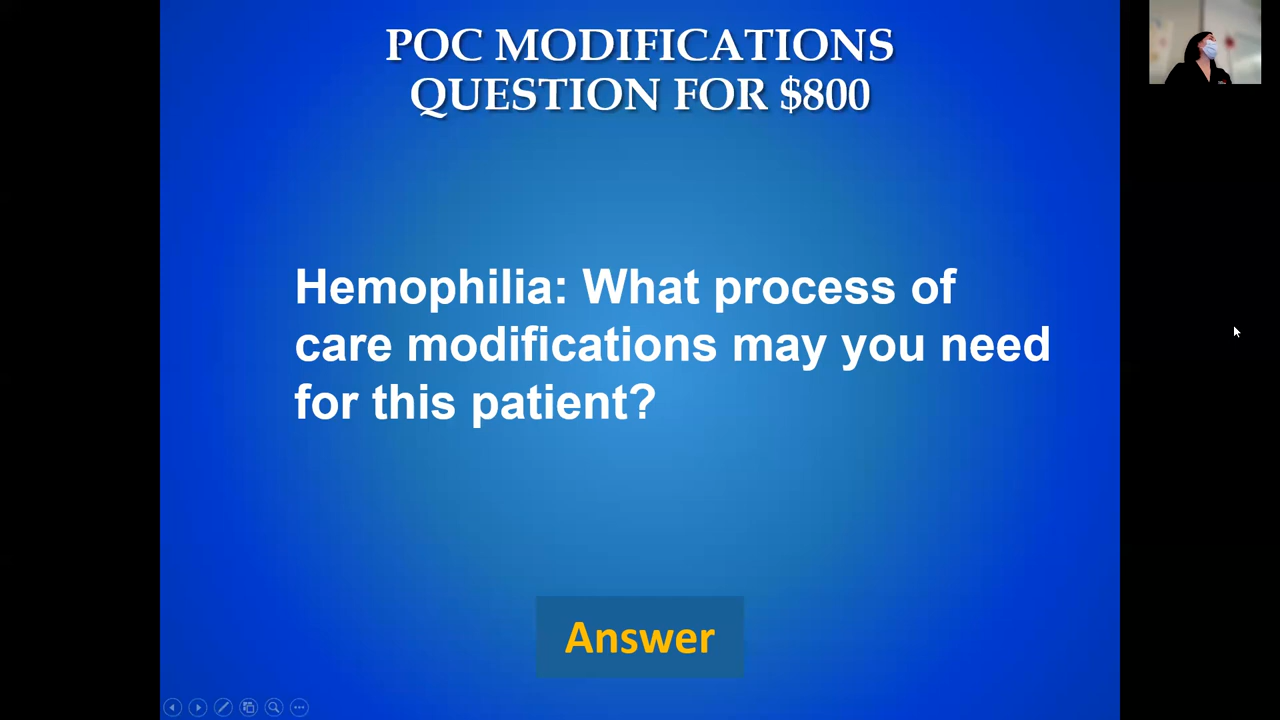 POC MODIFICATIONS
QUESTION FOR $800
Hemophilia: What process of
care modifications may you need
for this patient?
Answer